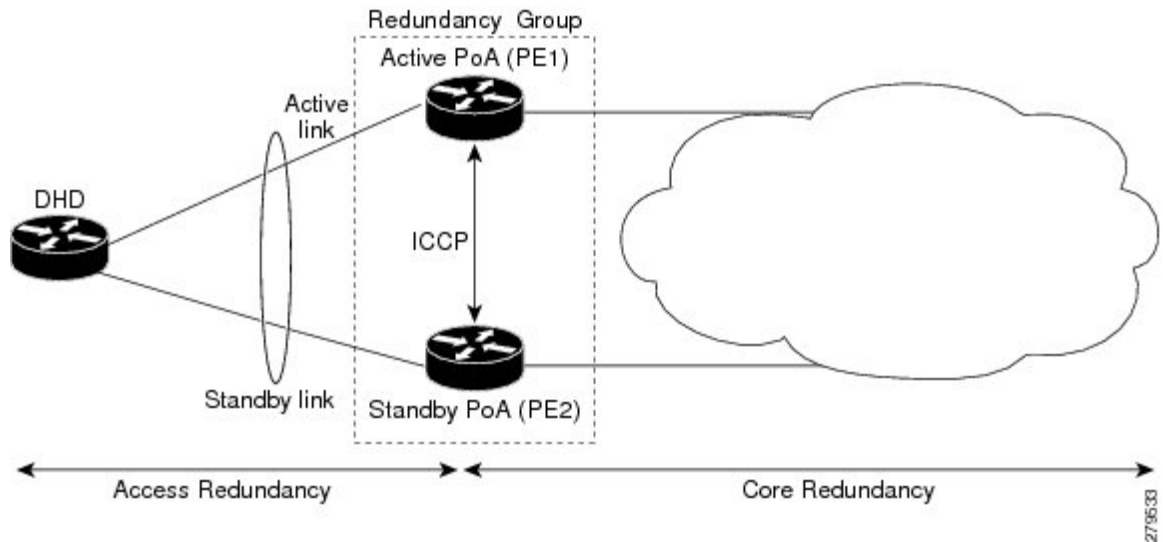 Redundancy Group
Active PoA (PE1)
Active
link
DHD
ICCP
Standby link
Standby PoA (PE2)
Access Redundancy
Core Redundancy
279533